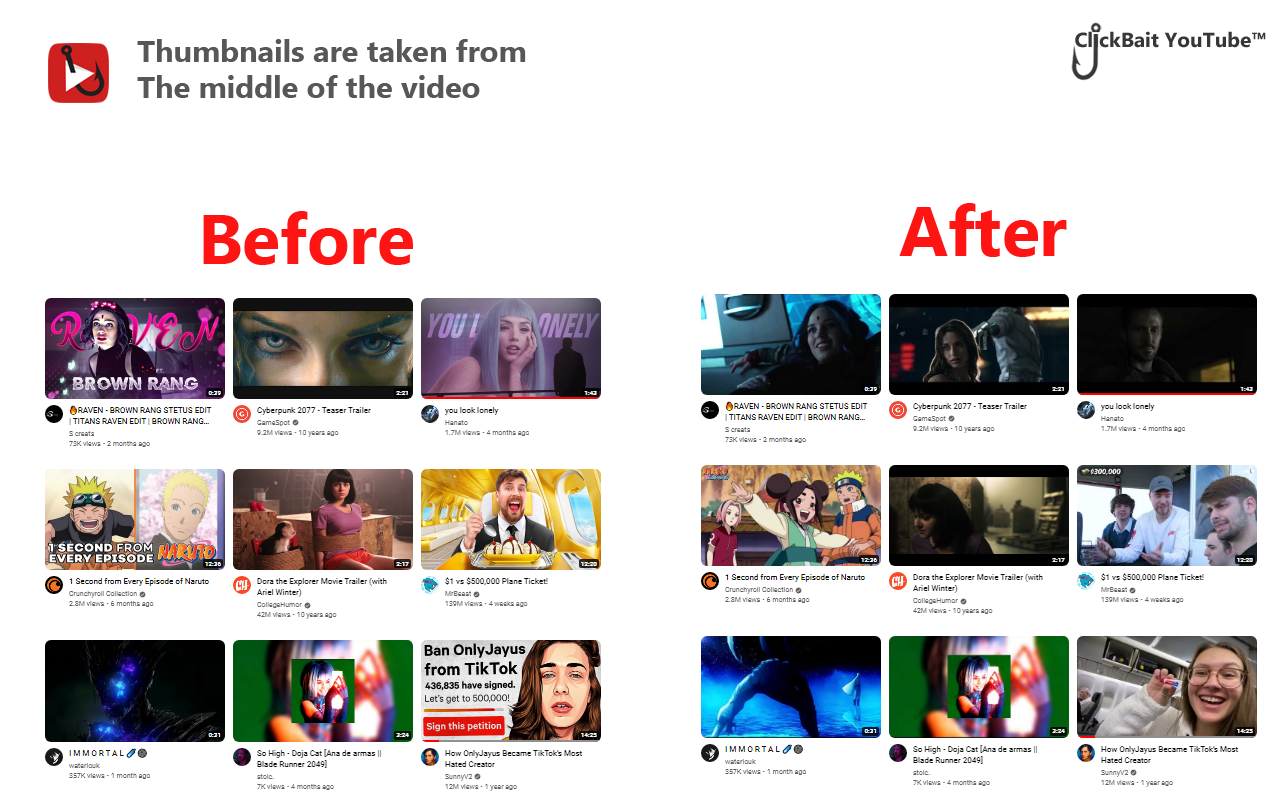 Thumbnails are taken from
The middle of the video
ClickBait YouTube™
Before
After
RAVEN
FT.
BROWN RANG
0:39
2:21
YOU LONELY
1:43
🔥RAVEN - BROWN RANG STETUS EDIT
| TITANS RAVEN EDIT | BROWN RANG...
S creats
73K views • 2 months ago
Cyberpunk 2077 - Teaser Trailer
GameSpot
9.2M views • 10 years ago
you look lonely
Hanato
1.7M views • 4 months ago
1 SECOND FROM
EVERY EPISODE
NARUTO
12:36
2:17
12:20
1 Second from Every Episode of Naruto
Crunchyroll Collection
2.8M views • 6 months ago
CH
Dora the Explorer Movie Trailer (with
Ariel Winter)
CollegeHumor
42M views • 10 years ago
$1 vs $500,000 Plane Ticket!
MrBeast
139M views • 4 weeks ago
0:31
3:24
Ban OnlyJayus
from TikTok
436,835 have signed.
Let's get to 500,000!
Sign this petition
14:25
I M M O R T A L
waterlouk
357K views • 1 month ago
So High - Doja Cat [Ana de armas ||
Blade Runner 2049]
stoic.
7K views • 4 months ago
How OnlyJayus Became TikTok's Most
Hated Creator
SunnyV2
12M views • 1 year ago
0:39
2:21
1:43
🔥RAVEN - BROWN RANG STETUS EDIT
| TITANS RAVEN EDIT | BROWN RANG...
S creats
73K views • 2 months ago
Cyberpunk 2077 - Teaser Trailer
GameSpot
9.2M views • 10 years ago
you look lonely
Hanato
1.7M views • 4 months ago
12:36
2:17
$300,000
12:20
1 Second from Every Episode of Naruto
Crunchyroll Collection
2.8M views • 6 months ago
CH
Dora the Explorer Movie Trailer (with
Ariel Winter)
CollegeHumor
42M views • 10 years ago
$1 vs $500,000 Plane Ticket!
MrBeast
139M views • 4 weeks ago
0:31
3:24
14:25
I M M O R T A L
waterlouk
357K views • 1 month ago
So High - Doja Cat [Ana de armas ||
Blade Runner 2049]
stoic.
7K views • 4 months ago
How OnlyJayus Became TikTok's Most
Hated Creator
SunnyV2
12M views • 1 year ago